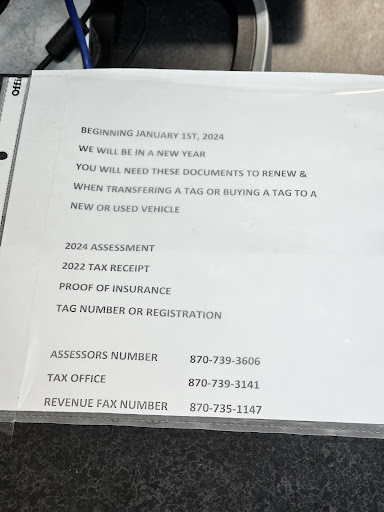 Offi
BEGINNING JANUARY 1ST, 2024
WE WILL BE IN A NEW YEAR
YOU WILL NEED THESE DOCUMENTS TO RENEW &
WHEN TRANSFERING A TAG OR BUYING A TAG TO A
NEW OR USED VEHICLE
2024 ASSESSMENT
2022 TAX RECEIPT
PROOF OF INSURANCE
TAG NUMBER OR REGISTRATION
ASSESSORS NUMBER 870-739-3606
TAX OFFICE 870-739-3141
REVENUE FAX NUMBER 870-735-1147